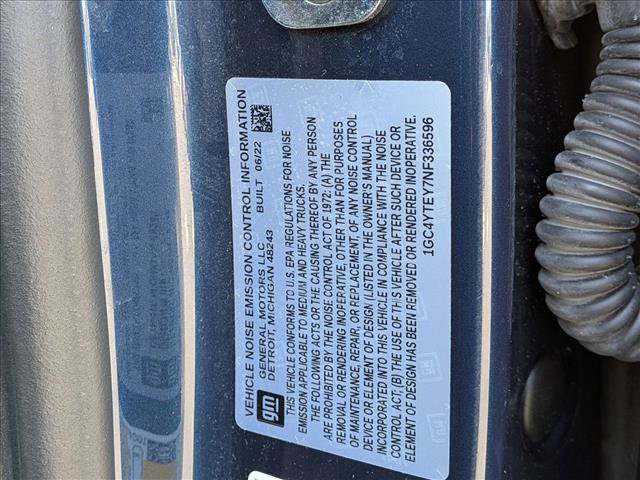 VEHICLE NOISE EMISSION CONTROL INFORMATION
GENERAL MOTORS LLC BUILT 06/22
DETROIT, MICHIGAN 48243
THIS VEHICLE CONFORMS TO U.S. EPA REGULATIONS FOR NOISE
EMISSION APPLICABLE TO MEDIUM AND HEAVY TRUCKS.
THE FOLLOWING ACTS OR THE CAUSING THEREOF BY ANY PERSON
ARE PROHIBITED BY THE NOISE CONTROL ACT OF 1972: (A) THE
REMOVAL OR RENDERING INOPERATIVE, OTHER THAN FOR PURPOSES
OF MAINTENANCE, REPAIR, OR REPLACEMENT, OF ANY NOISE CONTROL
DEVICE OR ELEMENT OF DESIGN (LISTED IN THE OWNER'S MANUAL)
INCORPORATED INTO THIS VEHICLE IN COMPLIANCE WITH THE NOISE
CONTROL ACT; (B) THE USE OF THIS VEHICLE AFTER SUCH DEVICE OR
ELEMENT OF DESIGN HAS BEEN REMOVED OR RENDERED INOPERATIVE.
1GC4YTEY7NF336596
gm